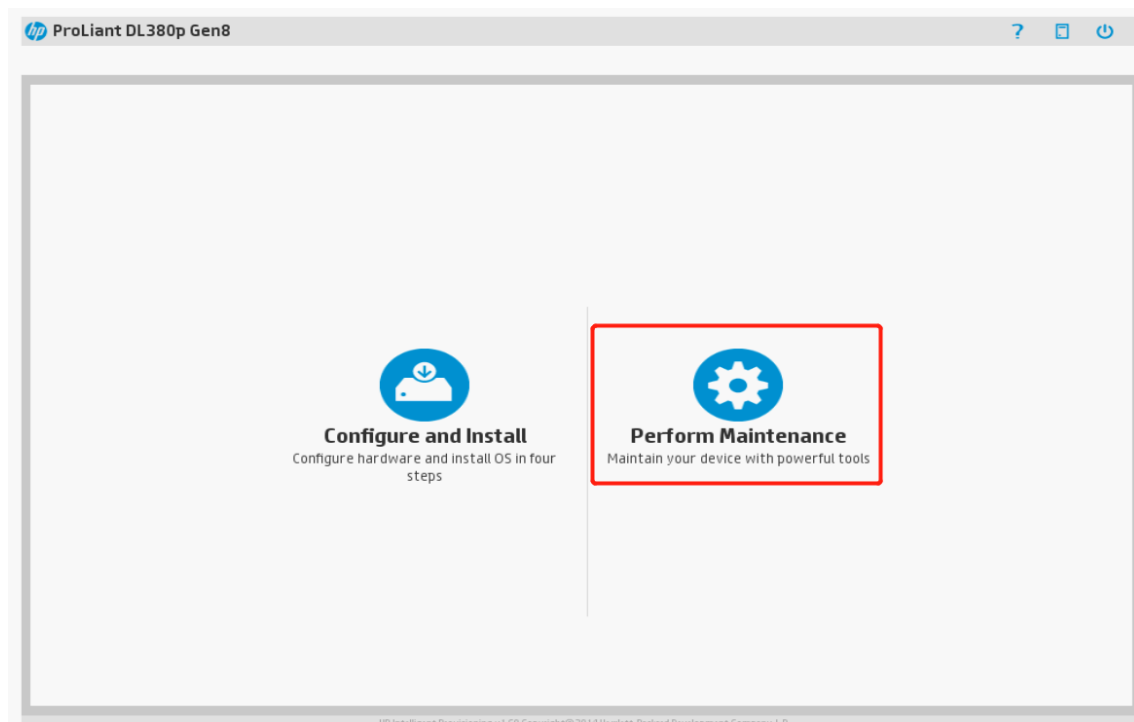 hp ProLiant DL380p Gen8 ?
Configure and Install
Configure hardware and install OS in four
steps
Perform Maintenance
Maintain your device with powerful tools